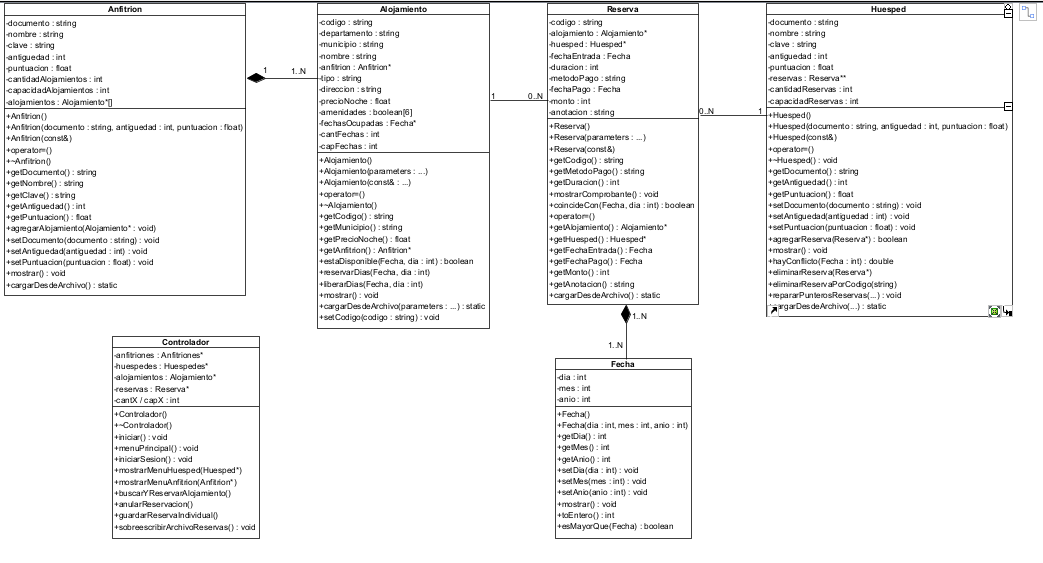 Anfitrion
-documento : string
-nombre : string
-clave : string
-antiguedad : int
-puntuacion : float
-cantidadAlojamientos : int
-capacidadAlojamientos : int
-alojamientos : Alojamiento*[]
+Anfitrion()
+Anfitrion(documento : string, antiguedad : int, puntuacion : float)
+Anfitrion(const&)
+operator=()
+~Anfitrion()
+getDocumento() : string
+getNombre() : string
+getClave() : string
+getAntiguedad() : int
+getPuntuacion() : float
+agregarAlojamiento(Alojamiento* : void)
+setDocumento(documento : string) : void
+setAntiguedad(antiguedad : int) : void
+setPuntuacion(puntuacion : float) : void
+mostrar() : void
+cargarDesdeArchivo() : static
1
1..N
Alojamiento
-codigo : string
-departamento : string
-municipio : string
-nombre : string
-anfitrion : Anfitrion*
-tipo : string
-direccion : string
-precioNoche : float
-amenidades : boolean[6]
-fechasOcupadas : Fecha*
-cantFechas : int
-capFechas : int
+Alojamiento()
+Alojamiento(parameters : ...)
+Alojamiento(const& : ...)
+operator=()
+~Alojamiento()
+getCodigo() : string
+getMunicipio() : string
+getPrecioNoche() : float
+getAnfitrion() : Anfitrion*
+estaDisponible(Fecha, dia : int) : boolean
+reservarDias(Fecha, dia : int)
+liberarDias(Fecha, dia : int)
+mostrar() : void
+cargarDesdeArchivo(parameters : ...) : static
+setCodigo(codigo : string) : void
1
0..N
Reserva
-codigo : string
-alojamiento : Alojamiento*
-huesped : Huesped*
-fechaEntrada : Fecha
-duracion : int
-metodoPago : string
-fechaPago : Fecha
-monto : int
-anotacion : string
+Reserva()
+Reserva(parameters : ...)
+Reserva(const&)
+getCodigo() : string
+getMetodoPago() : string
+getDuracion() : int
+mostrarComprobante() : void
+coincideCon(Fecha, dia : int) : boolean
+operator=()
+getAlojamiento() : Alojamiento*
+getHuesped() : Huesped*
+getFechaEntrada() : Fecha
+getFechaPago() : Fecha
+getMonto() : int
+getAnotacion() : string
+cargarDesdeArchivo() : static
0..N
1
Huesped
-documento : string
-nombre : string
-clave : string
-antiguedad : int
-puntuacion : float
-reservas : Reserva**
-cantidadReservas : int
-capacidadReservas : int
+Huesped()
+Huesped(documento : string, antiguedad : int, puntuacion : float)
+Huesped(const&)
+operator=()
+~Huesped() : void
+getDocumento() : string
+getAntiguedad() : int
+getPuntuacion() : float
+setDocumento(documento : string) : void
+setAntiguedad(antiguedad : int) : void
+setPuntuacion(puntuacion : float) : void
+agregarReserva(Reserva*) : boolean
+mostrar() : void
+hayConflicto(Fecha : int) : double
+eliminarReserva(Reserva*)
+eliminarReservaPorCodigo(string)
+repararPunterosReservas(...) : void
cargarDesdeArchivo(...) : static
1..N
1..N
Controlador
-anfitriones : Anfitriones*
-huespedes : Huespedes*
-alojamientos : Alojamiento*
-reservas : Reserva*
-cantX / capX : int
+Controlador()
+~Controlador()
+iniciar() : void
+menuPrincipal() : void
+iniciarSesion() : void
+mostrarMenuHuesped(Huesped*)
+mostrarMenuAnfitrion(Anfitrion*)
+buscarYReservarAlojamiento()
+anularReservacion()
+guardarReservaIndividual()
+sobreescribirArchivoReservas() : void
Fecha
-dia : int
-mes : int
-anio : int
+Fecha()
+Fecha(dia : int, mes : int, anio : int)
+getDia() : int
+getMes() : int
+getAnio() : int
+setDia(dia : int) : void
+setMes(mes : int) : void
+setAnio(anio : int) : void
+mostrar() : void
+toEntero() : int
+esMayorQue(Fecha) : boolean